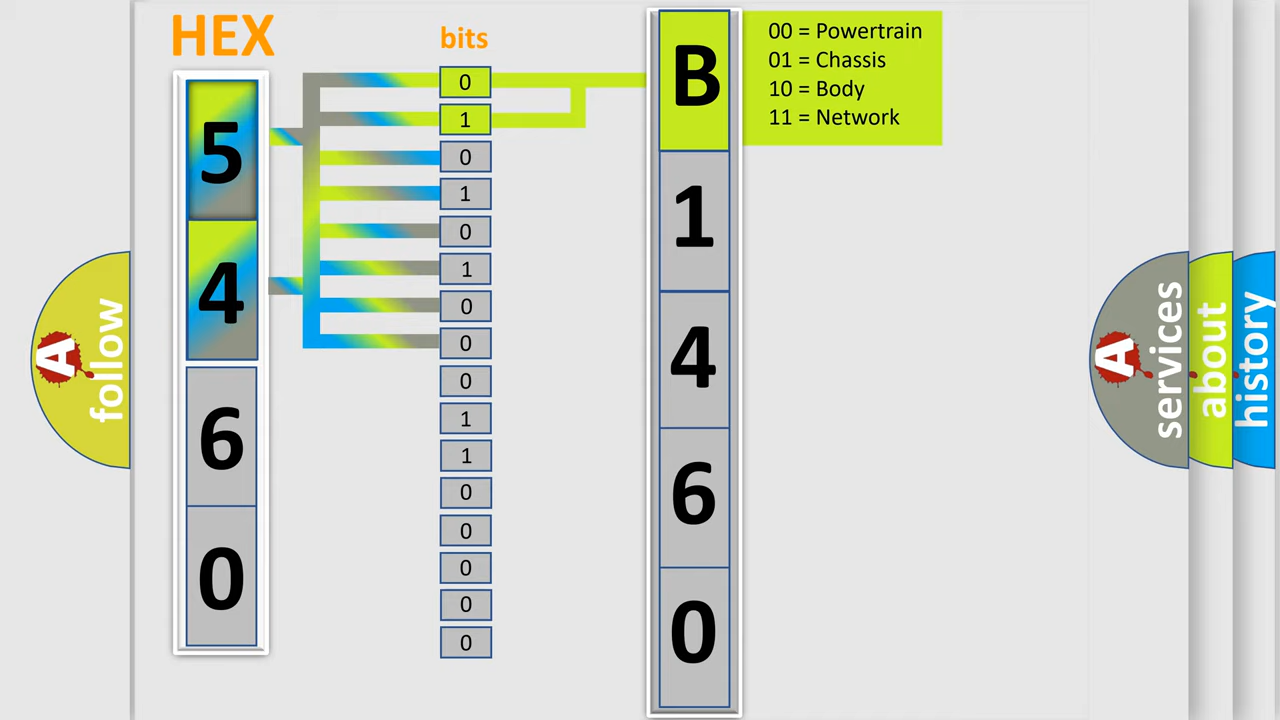 HEX
bits
5
4
6
0
0
1
0
1
0
1
0
0
0
1
1
0
0
0
0
0
B
1
4
6
0
00 = Powertrain
01 = Chassis
10 = Body
11 = Network
A
follow
A
services
about
history